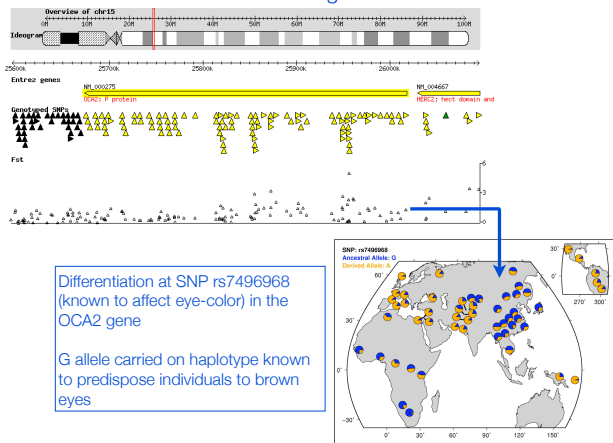 Overview of chr15
0M 10M 20M 30M 40M 50M 60M 70M 80M 90M 100M
Ideogram
25600k 25700k 25800k 25900k 26000k
Entrez genes
NM_000275
OCA2: P protein
NM_004667
HERC2: hect domain and
Genotyped SNPs
Fst
6
3
0
Differentiation at SNP rs7496968
(known to affect eye-color) in the
OCA2 gene
G allele carried on haplotype known
to predispose individuals to brown
eyes
SNP: rs7496968
Ancestral Allele: G
Derived Allele: A
30˚
0˚
270˚ 300˚
60˚
30˚
0˚
−30˚
0˚ 30˚ 60˚ 90˚ 120˚ 150˚